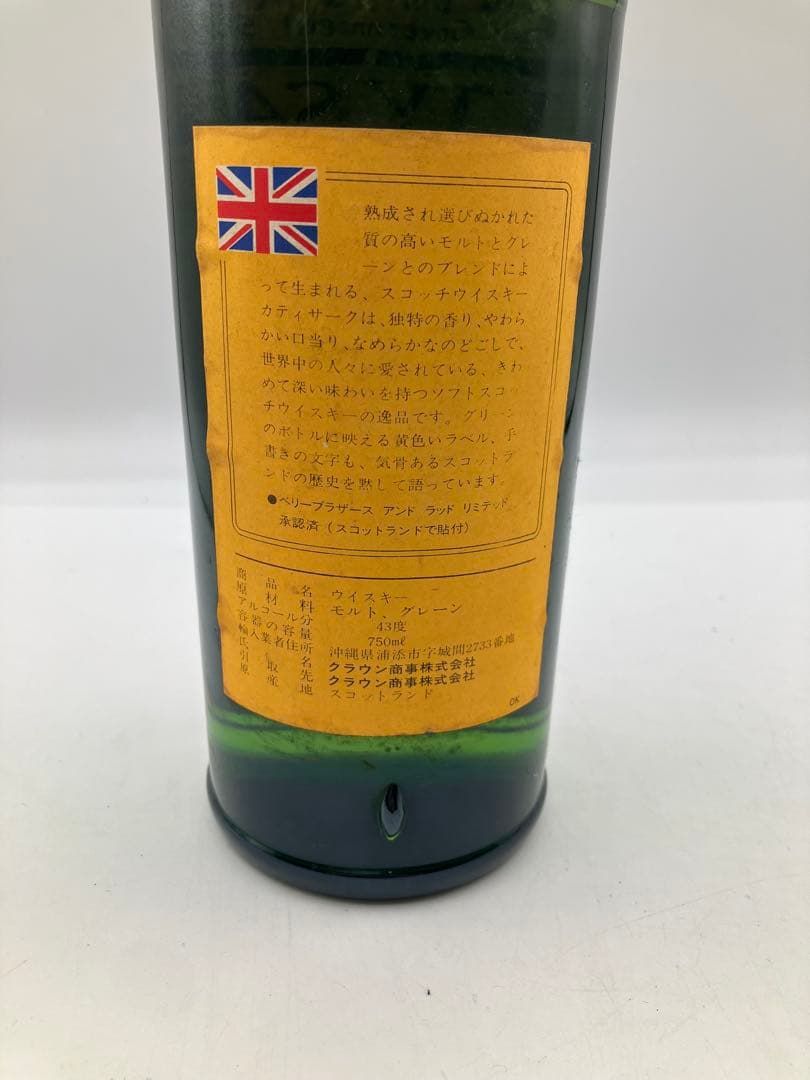 熟成され選びぬかれた
質の高いモルトとグレ
ーンとのブレンドによ
って生まれる、スコッチウイスキー
カティサークは、独特の香り、やわら
かい口当り、なめらかなのどごしで、
世界中の人々に愛されている、きわ
めて深い味わいを持つソフトスコッ
チウイスキーの逸品です。グリーン
のボトルに映える黄色いラベル、手
書きの文字も、気骨あるスコットラ
ンドの歴史を黙して語っています。
●ベリーブラザース アンド ラッド リミテッド
承認済(スコットランドで貼付)
商品名 ウイスキー
原材料 モルト、グレーン
アルコール分 43度
容器の容量 750mℓ
輸入業者住所 沖縄県浦添市字城間2733番地
氏名 クラウン商事株式会社
引取先 クラウン商事株式会社
原産地 スコットランド
OK